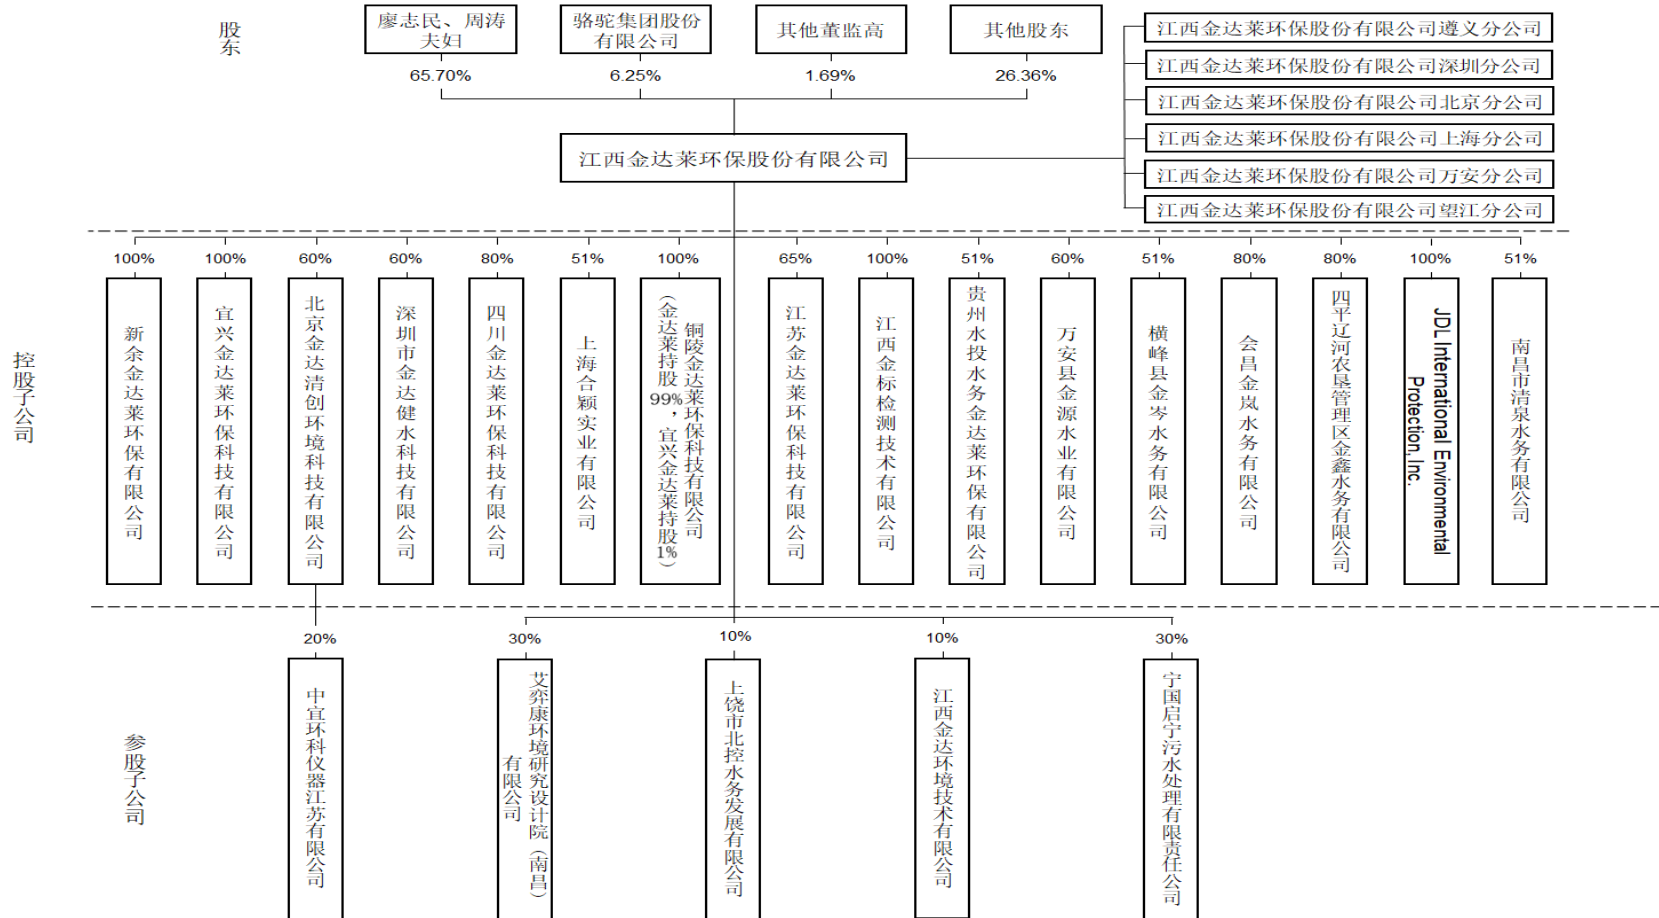 股东
廖志民、周涛
夫妇
骆驼集团股份
有限公司
其他董监高
其他股东
65.70%
6.25%
1.69%
26.36%
江西金达莱环保股份有限公司遵义分公司
江西金达莱环保股份有限公司深圳分公司
江西金达莱环保股份有限公司北京分公司
江西金达莱环保股份有限公司上海分公司
江西金达莱环保股份有限公司万安分公司
江西金达莱环保股份有限公司望江分公司
江西金达莱环保股份有限公司
控股子公司
100%
新余金达莱环保有限公司
100%
宜兴金达莱环保科技有限公司
60%
北京金达清创环境科技有限公司
60%
深圳市金达健水科技有限公司
80%
四川金达莱环保科技有限公司
51%
上海合颖实业有限公司
100%
铜陵金达莱环保科技有限公司
(金达莱持股99%，宜兴金达莱持股1%)
65%
江苏金达莱环保科技有限公司
100%
江西金标检测技术有限公司
51%
贵州水投水务金达莱环保有限公司
60%
万安县金源水业有限公司
51%
横峰县金岑水务有限公司
80%
会昌金岚水务有限公司
80%
四平辽河农垦管理区金鑫水务有限公司
100%
JDL International Environmental
Protection,Inc.
51%
南昌市清泉水务有限公司
参股子公司
20%
中宜环科仪器江苏有限公司
30%
艾弈康环境研究设计院（南昌）
有限公司
10%
上饶市北控水务发展有限公司
10%
江西金达环境技术有限公司
30%
宁国启宁污水处理有限责任公司